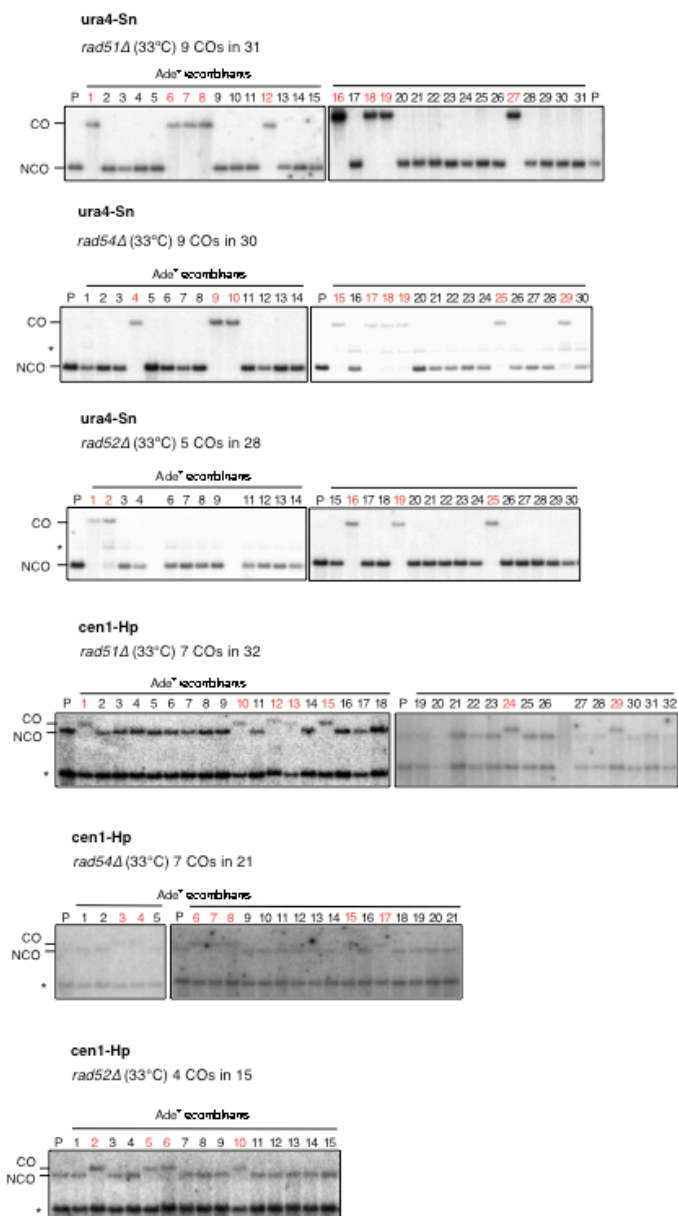 ura4-Sn
rad51Δ (33°C) 9 COs in 31
Ade⁺ recombinants
P 1 2 3 4 5 6 7 8 9 10 11 12 13 14 15 16 17 18 19 20 21 22 23 24 25 26 27 28 29 30 31 P
CO
NCO
ura4-Sn
rad54Δ (33°C) 9 COs in 30
Ade⁺ recombinants
P 1 2 3 4 5 6 7 8 9 10 11 12 13 14 P 15 16 17 18 19 20 21 22 23 24 25 26 27 28 29 30
CO
*
NCO
ura4-Sn
rad52Δ (33°C) 5 COs in 28
Ade⁺ recombinants
P 1 2 3 4 6 7 8 9 11 12 13 14 P 15 16 17 18 19 20 21 22 23 24 25 26 27 28 29 30
CO
*
NCO
cen1-Hp
rad51Δ (33°C) 7 COs in 32
Ade⁺ recombinants
P 1 2 3 4 5 6 7 8 9 10 11 12 13 14 15 16 17 18 P 19 20 21 22 23 24 25 26 27 28 29 30 31 32
CO
NCO
*
cen1-Hp
rad54Δ (33°C) 7 COs in 21
Ade⁺ recombinants
P 1 2 3 4 5 P 6 7 8 9 10 11 12 13 14 15 16 17 18 19 20 21
CO
NCO
*
cen1-Hp
rad52Δ (33°C) 4 COs in 15
Ade⁺ recombinants
P 1 2 3 4 5 6 7 8 9 10 11 12 13 14 15
CO
NCO
*